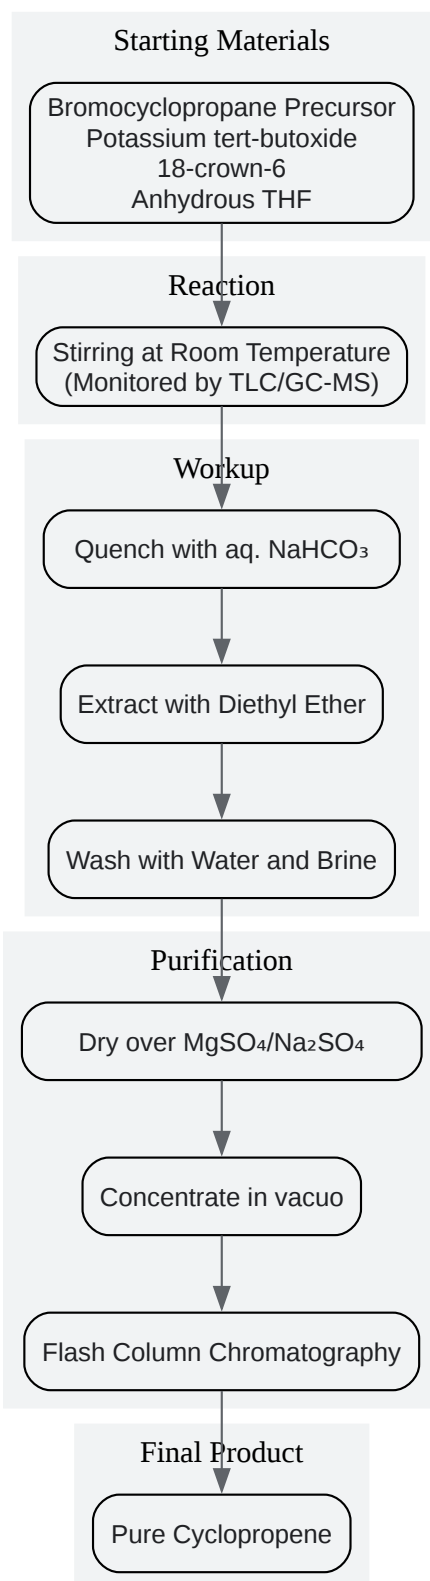 Starting Materials
Bromocyclopropane Precursor
Potassium tert-butoxide
18-crown-6
Anhydrous THF
Reaction
Stirring at Room Temperature
(Monitored by TLC/GC-MS)
Workup
Quench with aq. NaHCO₃
Extract with Diethyl Ether
Wash with Water and Brine
Purification
Dry over MgSO₄/Na₂SO₄
Concentrate in vacuo
Flash Column Chromatography
Final Product
Pure Cyclopropene